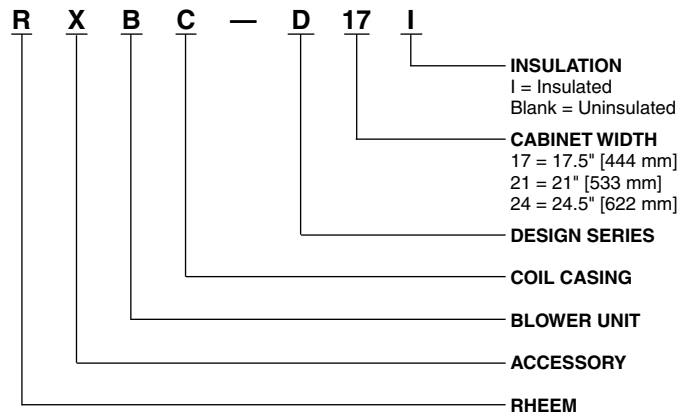 R X B C — D 17 I
INSULATION
I = Insulated
Blank = Uninsulated
CABINET WIDTH
17 = 17.5" [444 mm]
21 = 21" [533 mm]
24 = 24.5" [622 mm]
DESIGN SERIES
COIL CASING
BLOWER UNIT
ACCESSORY
RHEEM